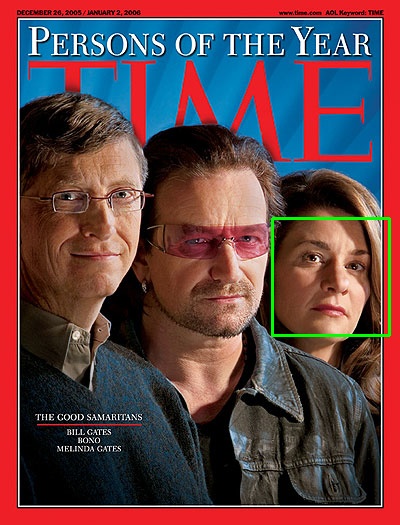 DECEMBER 26, 2005 / JANUARY 2, 2006 www.time.com AOL Keyword: TIME
PERSONS OF THE YEAR
TIME
THE GOOD SAMARITANS
BILL GATES
BONO
MELINDA GATES